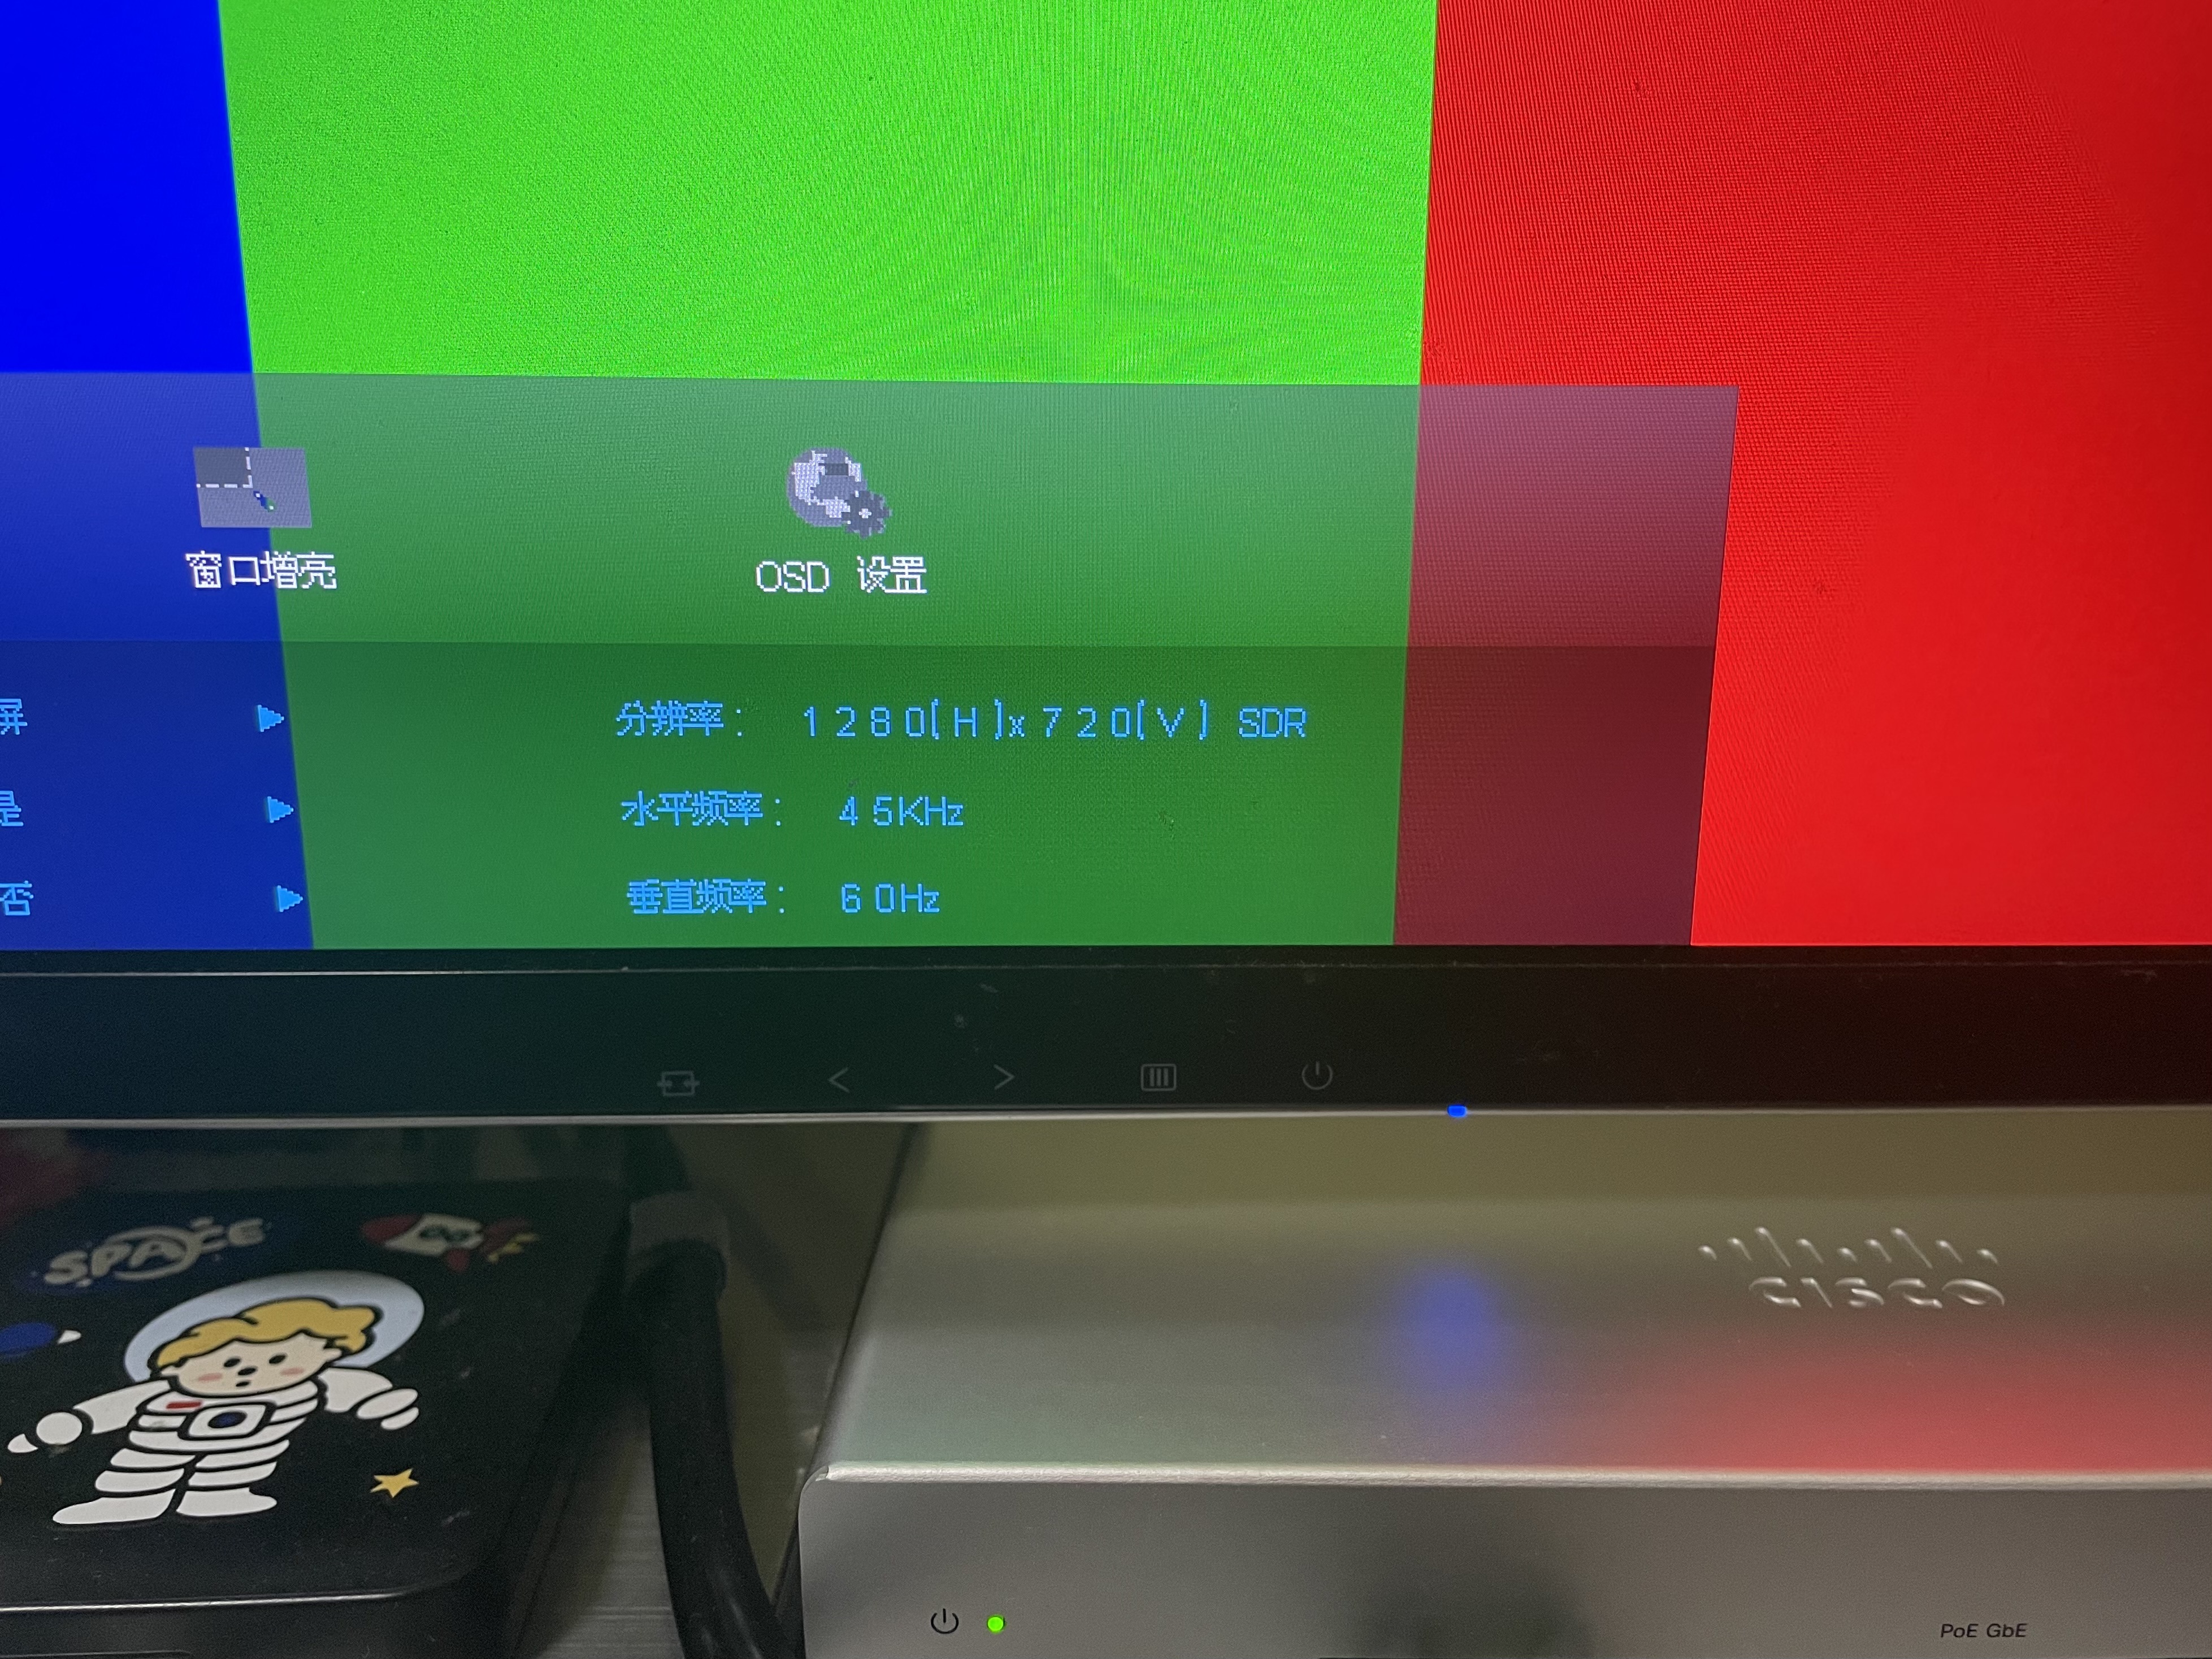 窗口增亮
OSD 设置
屏
分辨率： 1280(H)x720(V) SDR
是
水平频率： 45KHz
否
垂直频率： 60Hz
SPACE
CISCO
PoE GbE